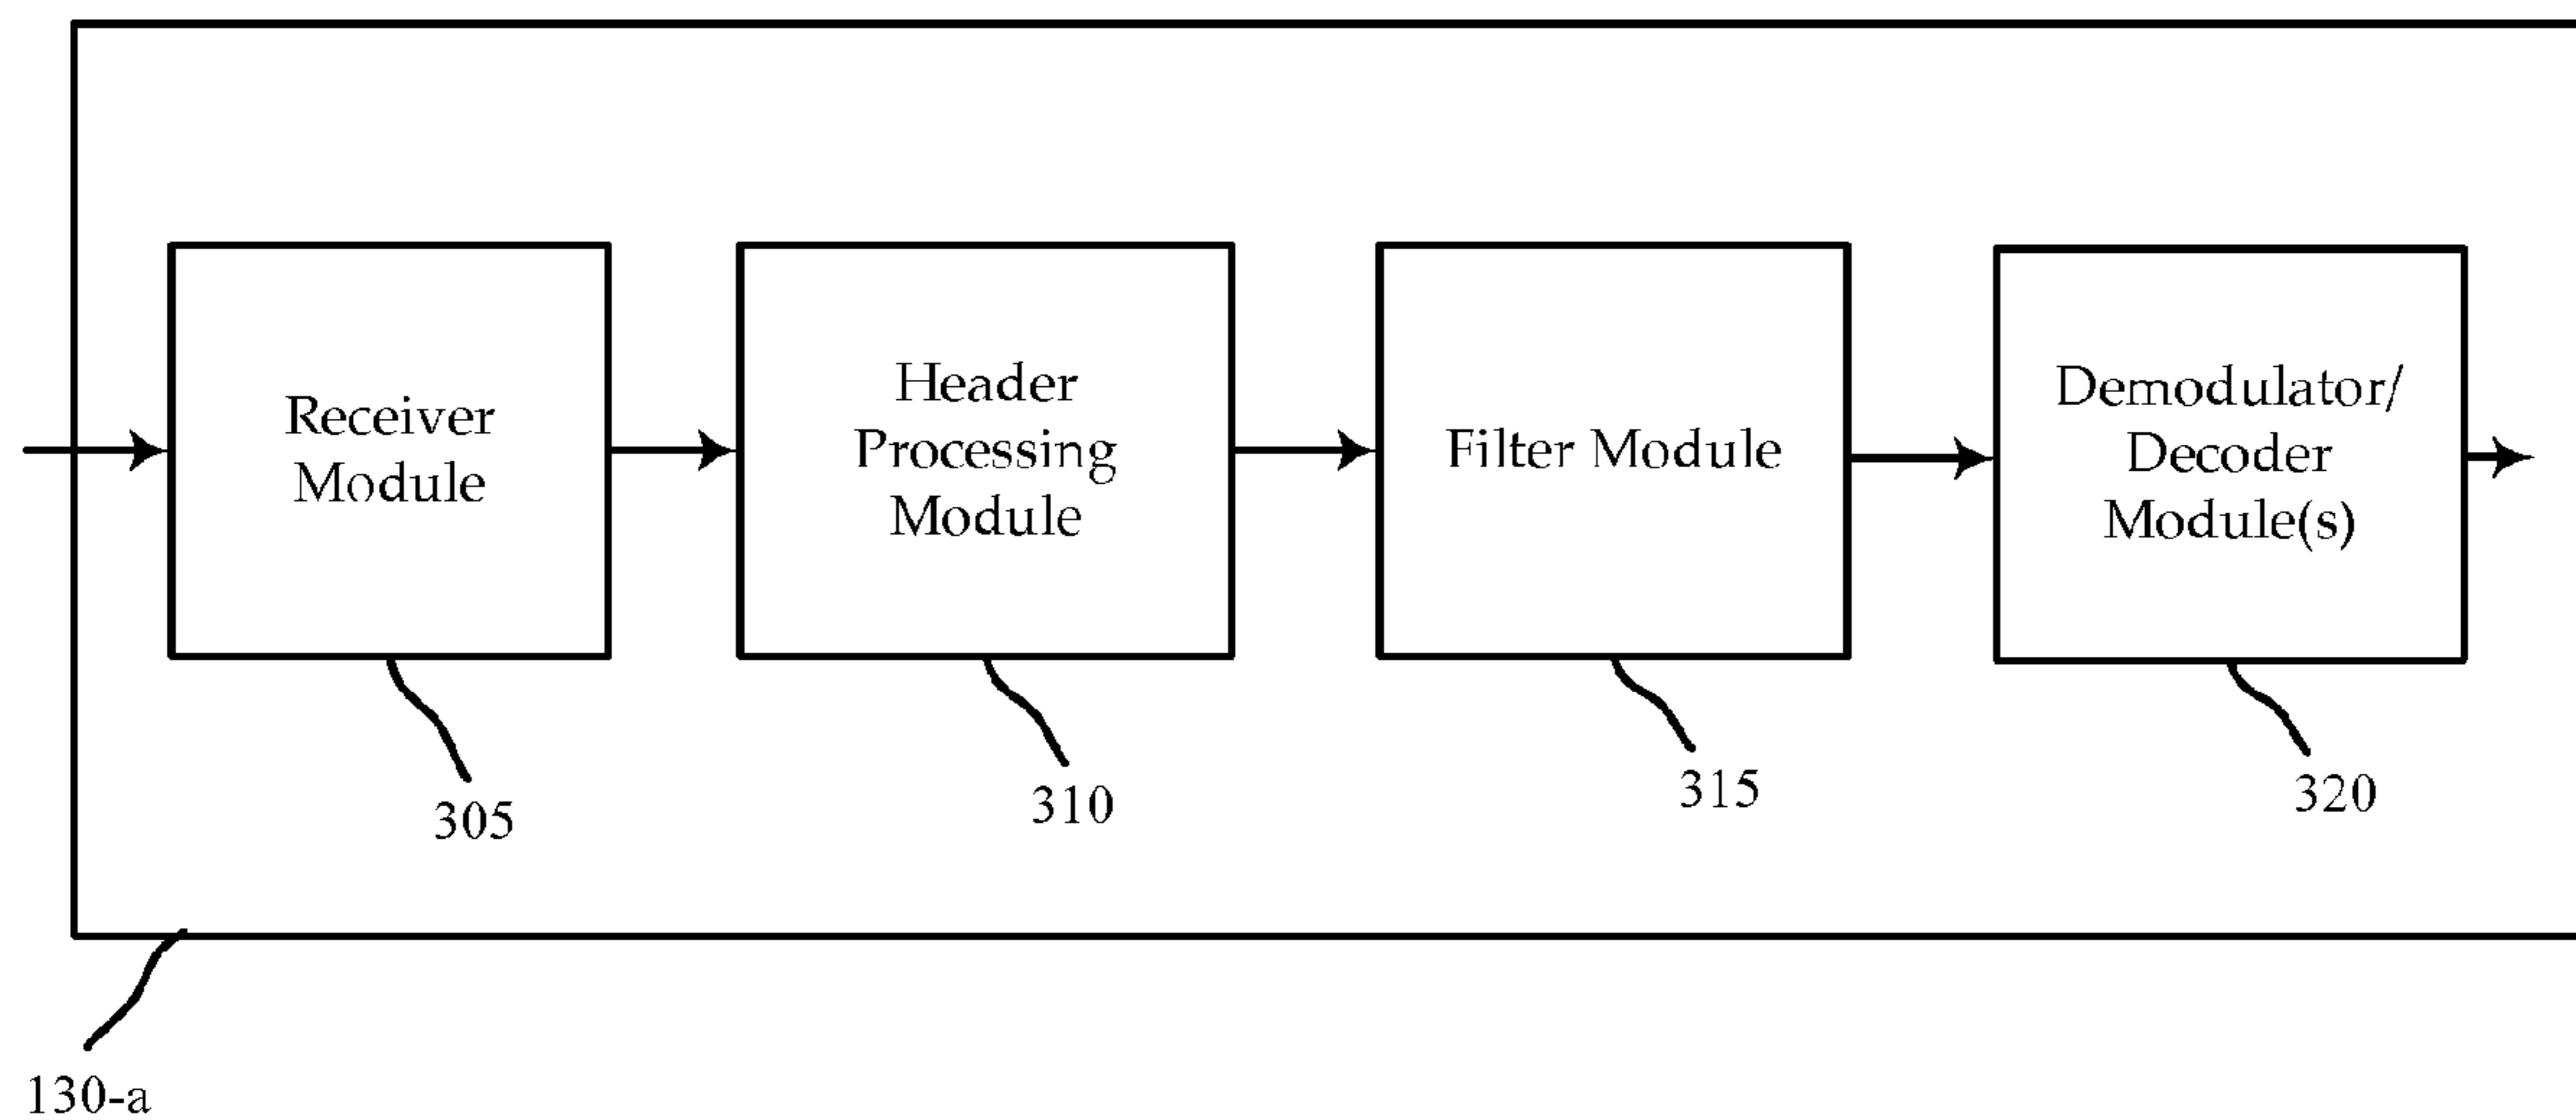 Receiver
Module
Header
Processing
Module
Filter Module
Demodulator/
Decoder
Module(s)
305
310
315
320
130-a